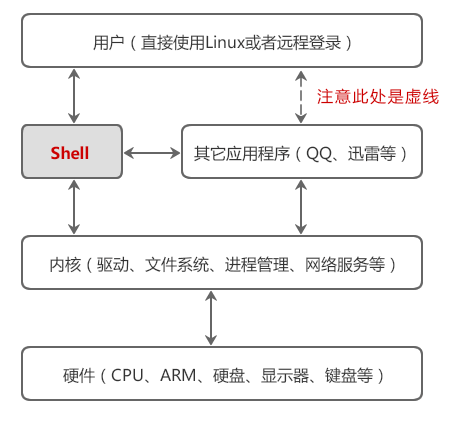 用户（直接使用Linux或者远程登录）
注意此处是虚线
Shell
其它应用程序（QQ、迅雷等）
内核（驱动、文件系统、进程管理、网络服务等）
硬件（CPU、ARM、硬盘、显示器、键盘等）